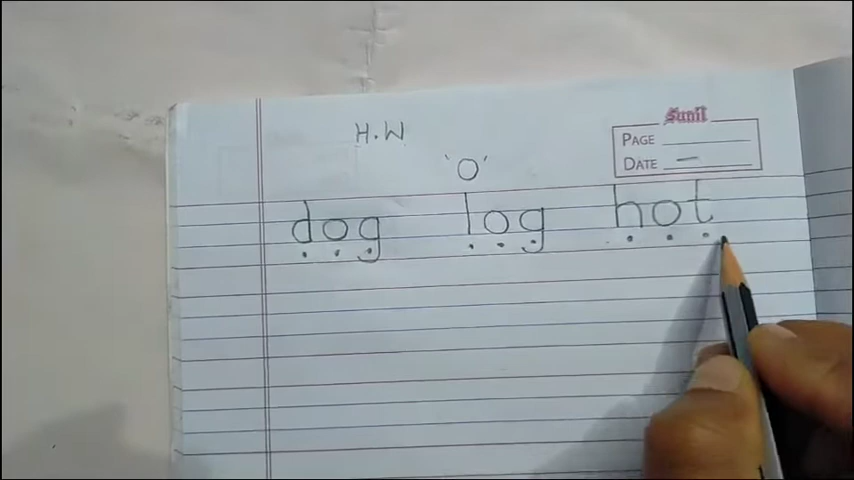 H.W
Sunil
PAGE
'O'
DATE —
dog log hot